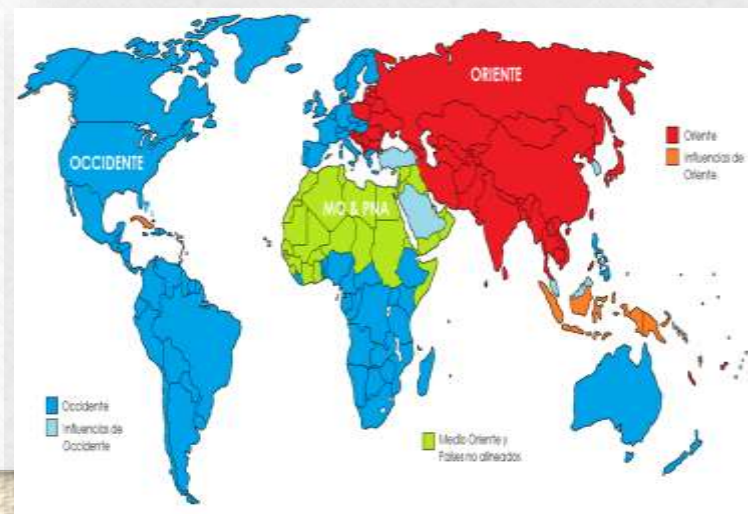 ORIENTE
OCCIDENTE
MO & PNA
Oriente
Influencias de
Oriente
Occidente
Influencias de
Occidente
Medio Oriente y
Países no alineados